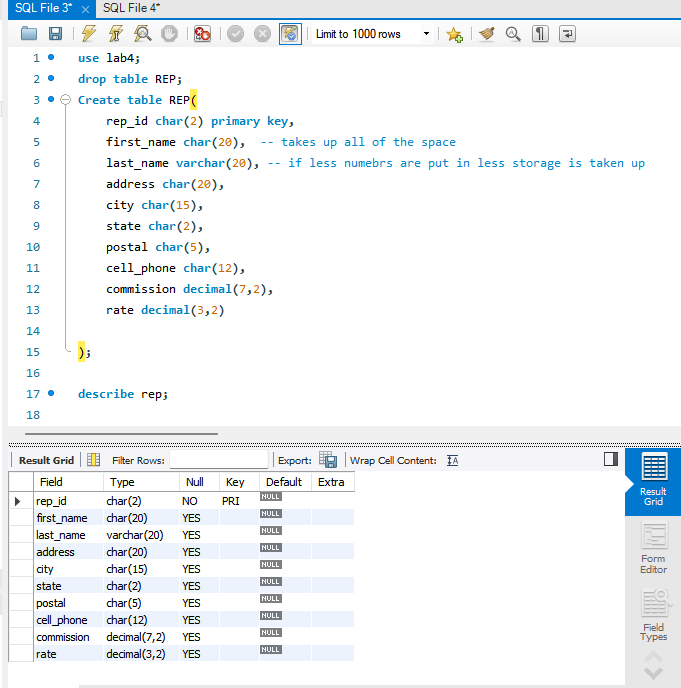 SQL File 3* × SQL File 4*
Limit to 1000 rows
1 use lab4;
2 drop table REP;
3 Create table REP(
4 rep_id char(2) primary key,
5 first_name char(20), -- takes up all of the space
6 last_name varchar(20), -- if less numebrs are put in less storage is taken up
7 address char(20),
8 city char(15),
9 state char(2),
10 postal char(5),
11 cell_phone char(12),
12 commission decimal(7,2),
13 rate decimal(3,2)
14
15 );
16
17 describe rep;
18
Result Grid Filter Rows: Export: Wrap Cell Content: IA
Field Type Null Key Default Extra
rep_id char(2) NO PRI NULL
first_name char(20) YES NULL
last_name varchar(20) YES NULL
address char(20) YES NULL
city char(15) YES NULL
state char(2) YES NULL
postal char(5) YES NULL
cell_phone char(12) YES NULL
commission decimal(7,2) YES NULL
rate decimal(3,2) YES NULL
Result
Grid
Form
Editor
Field
Types